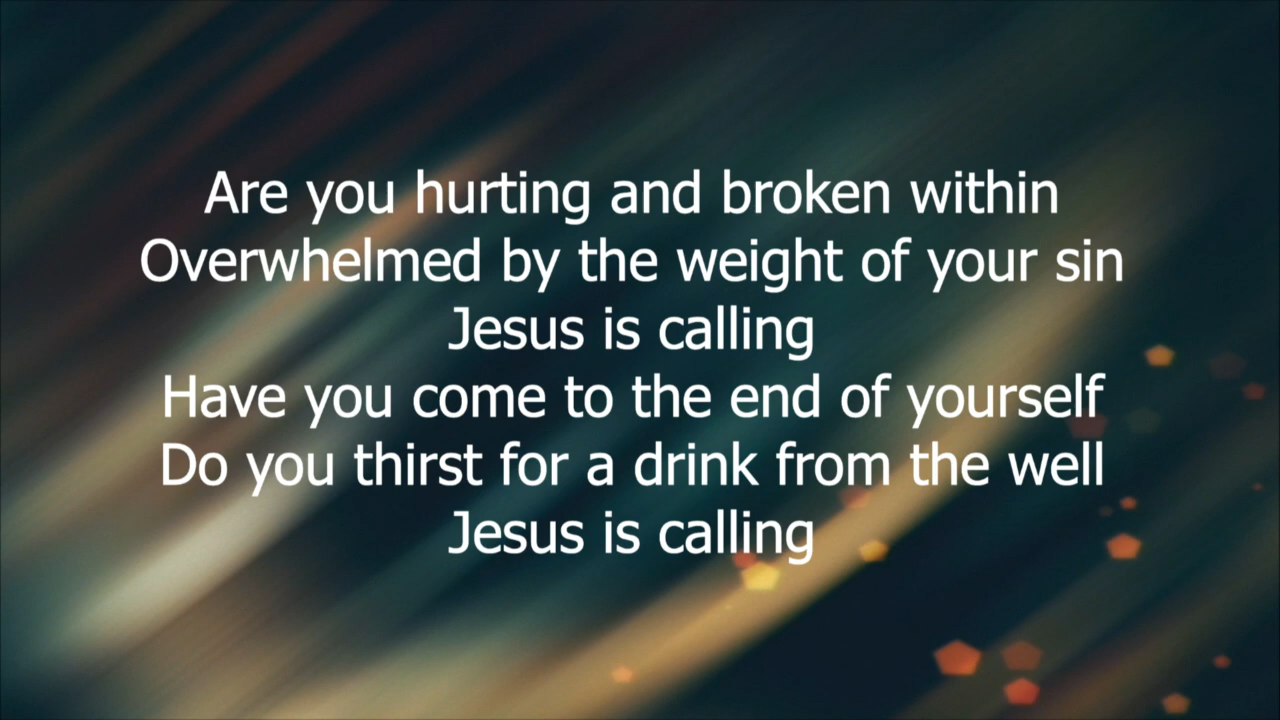 Are you hurting and broken within
Overwhelmed by the weight of your sin
Jesus is calling
Have you come to the end of yourself
Do you thirst for a drink from the well
Jesus is calling